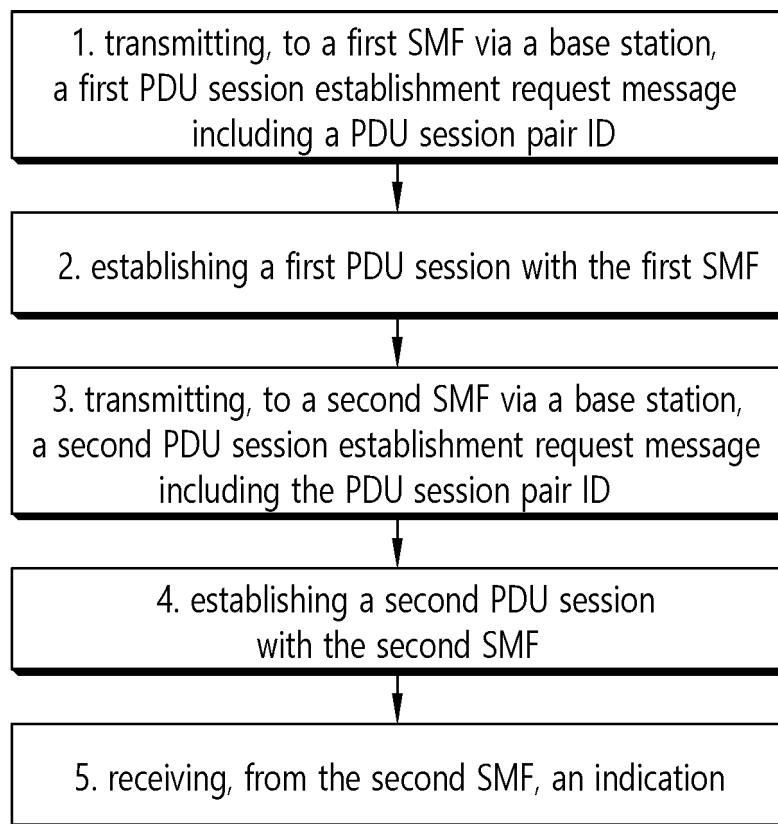 1. transmitting, to a first SMF via a base station,
a first PDU session establishment request message
including a PDU session pair ID
2. establishing a first PDU session with the first SMF
3. transmitting, to a second SMF via a base station,
a second PDU session establishment request message
including the PDU session pair ID
4. establishing a second PDU session
with the second SMF
5. receiving, from the second SMF, an indication